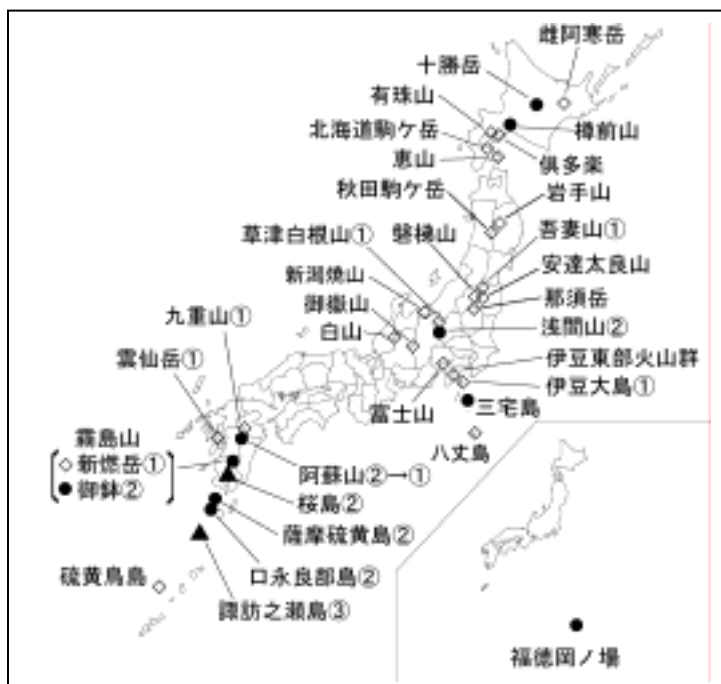 雌阿寒岳
十勝岳
有珠山
北海道駒ケ岳
樽前山
恵山
倶多楽
秋田駒ケ岳
岩手山
草津白根山①
磐梯山
吾妻山①
新潟焼山
安達太良山
御嶽山
那須岳
九重山①
白山
浅間山②
雲仙岳①
伊豆東部火山群
伊豆大島①
富士山
三宅島
霧島山
八丈島
新燃岳①
阿蘇山②→①
御鉢②
桜島②
薩摩硫黄島②
硫黄鳥島
口永良部島②
諏訪之瀬島③
福徳岡ノ場